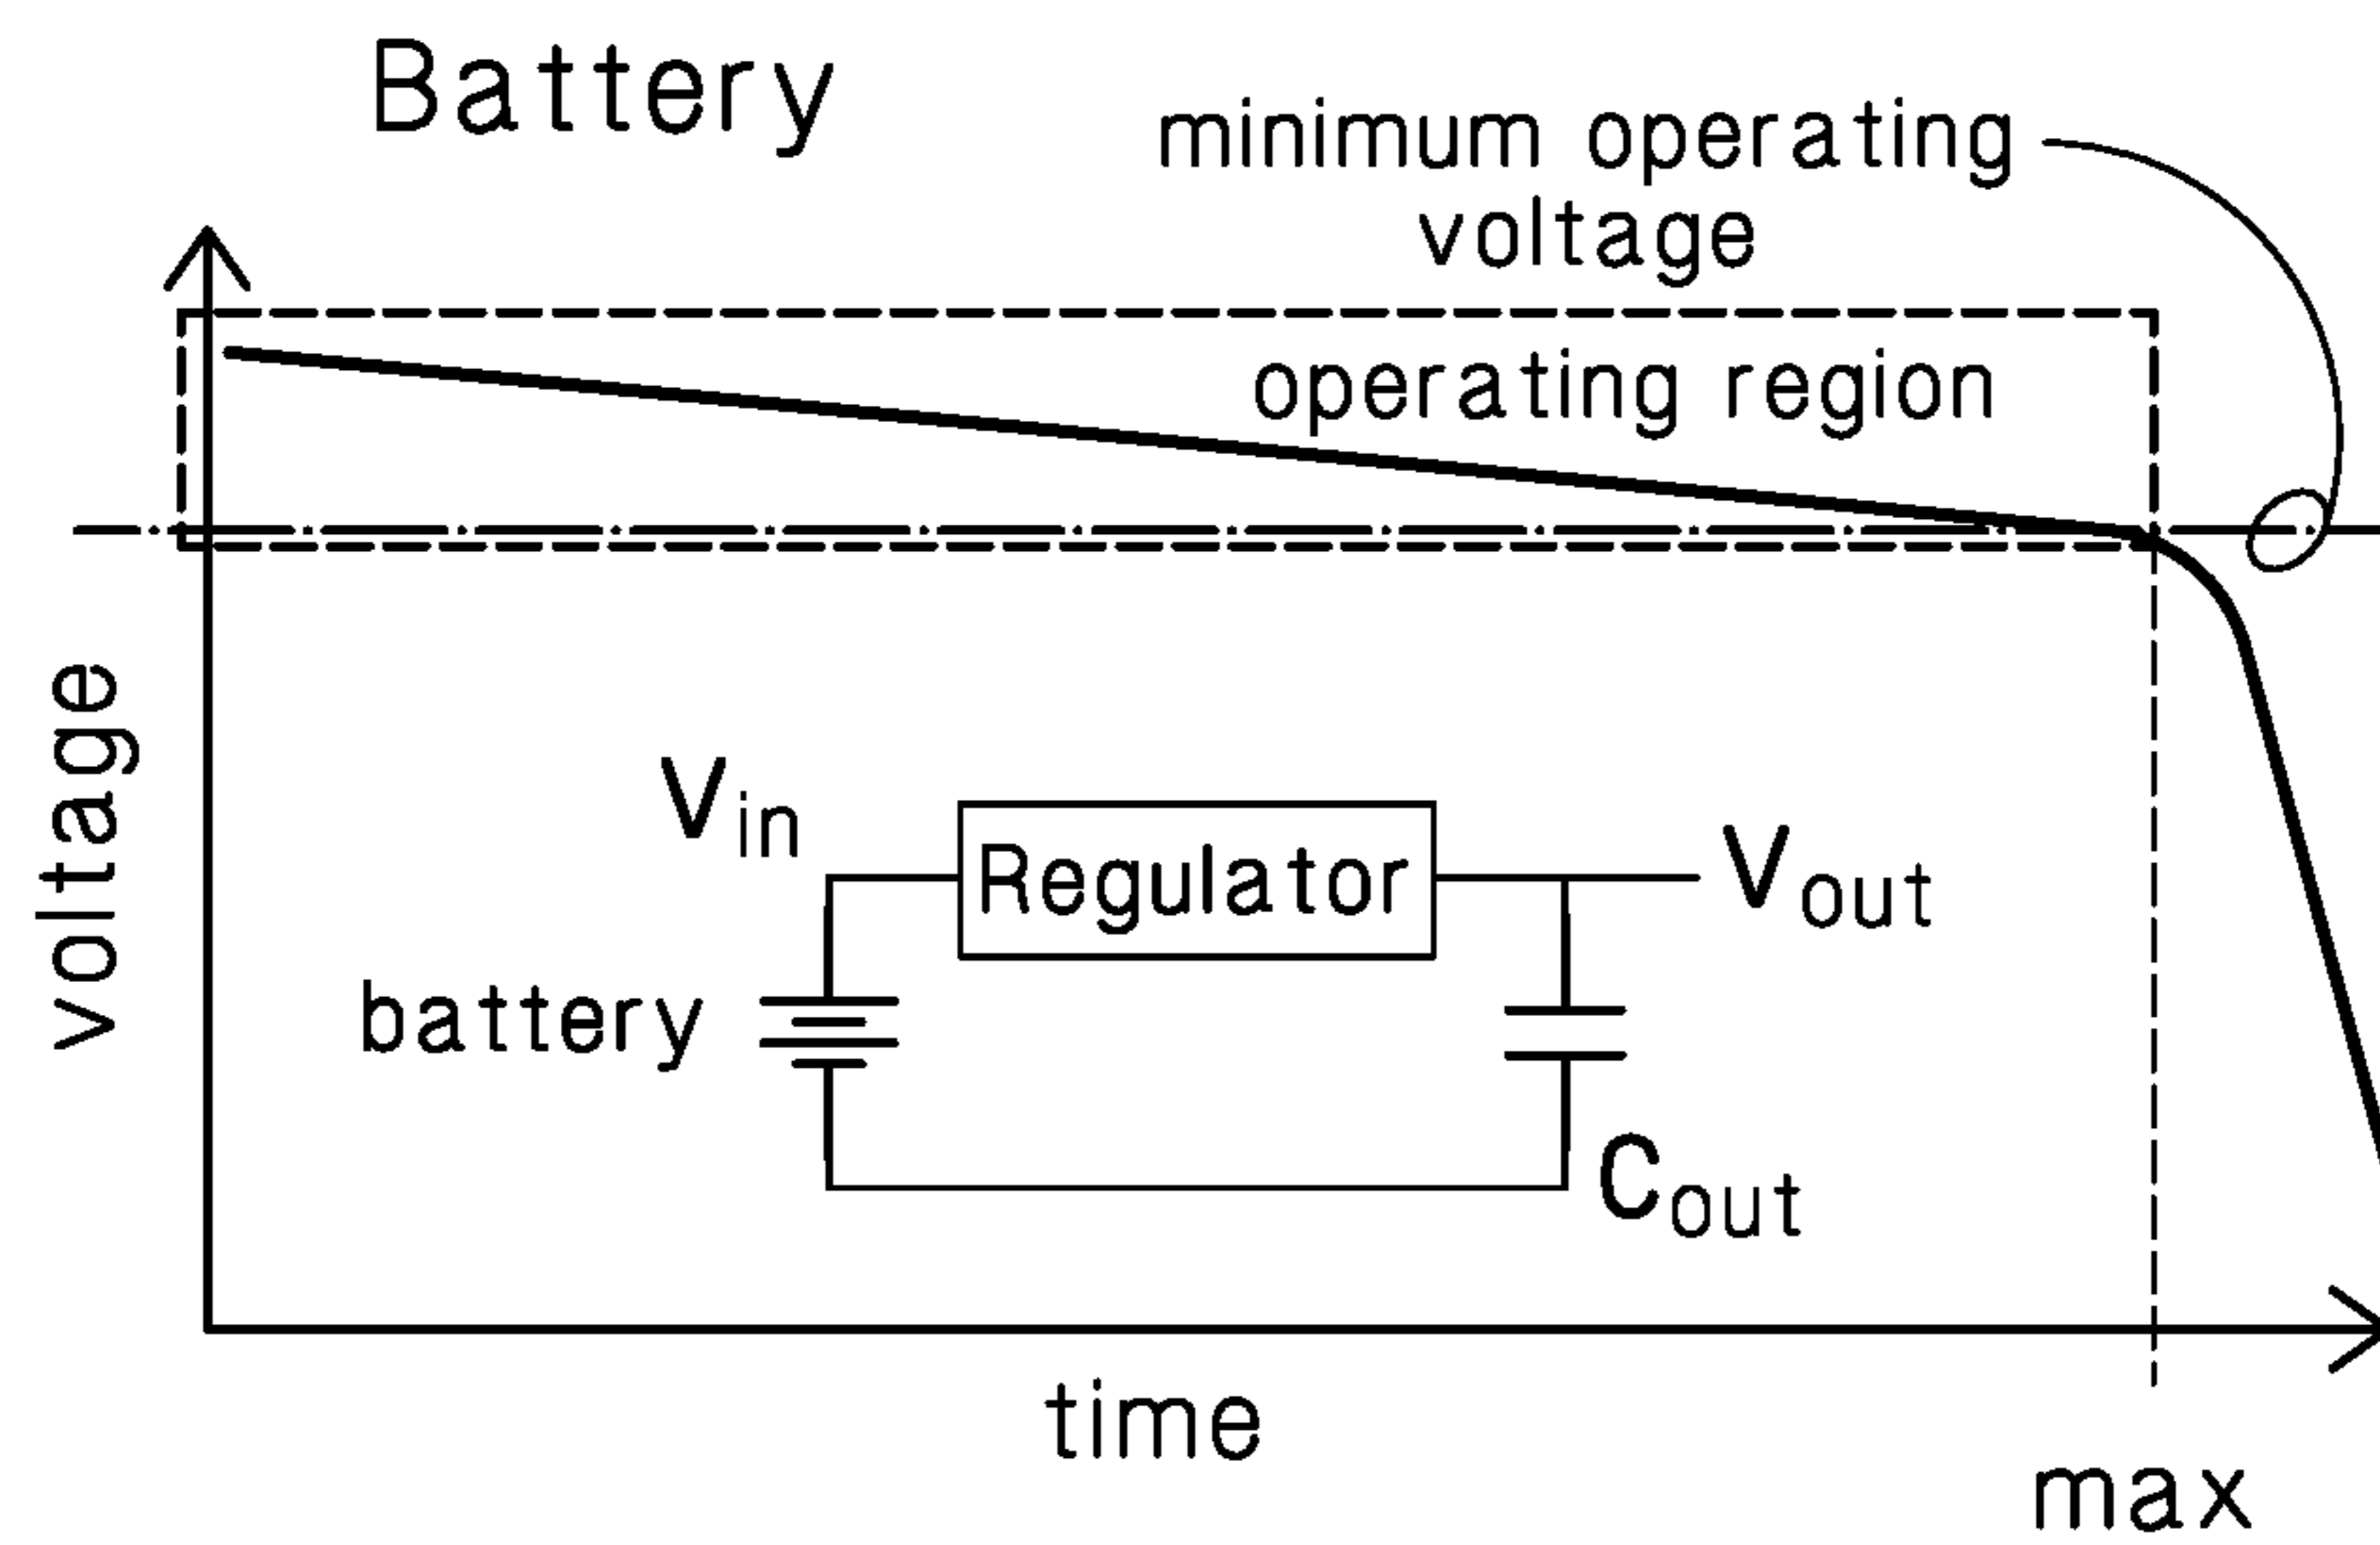 Battery
minimum operating
voltage
operating region
voltage
Vin
Regulator
Vout
battery
Cout
time
max